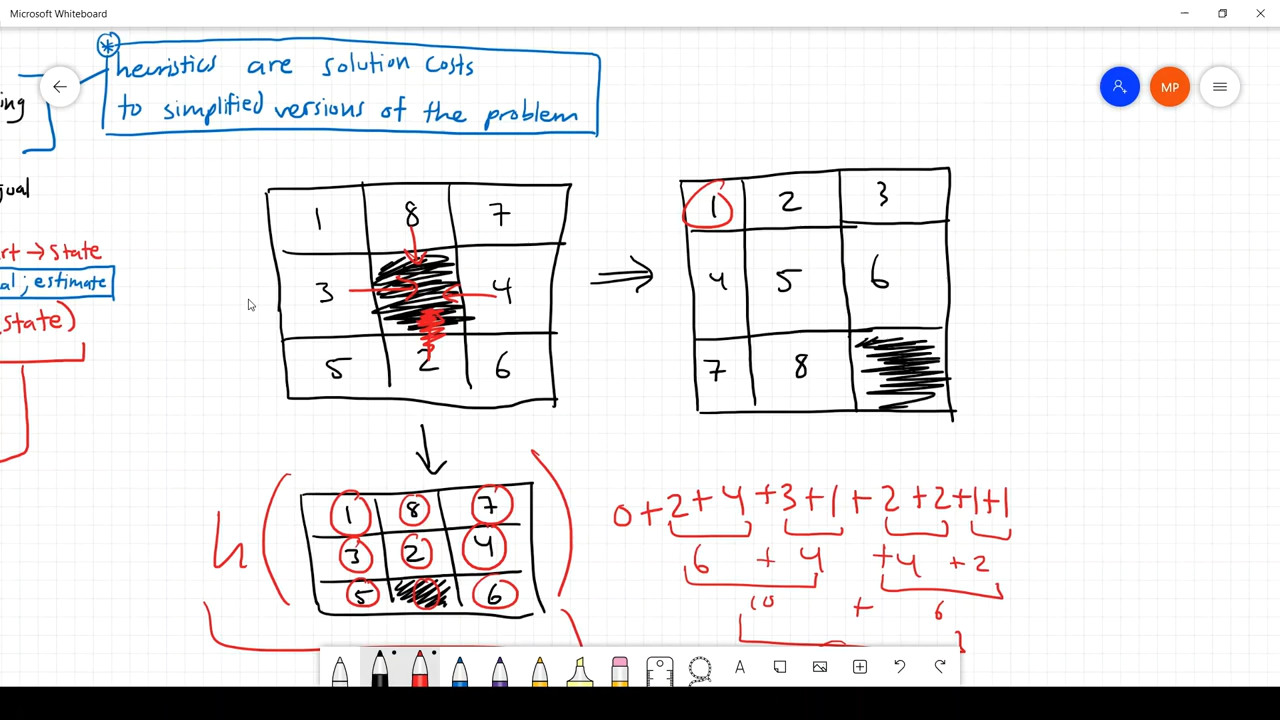 Microsoft Whiteboard
heuristics are solution costs
to simplified versions of the problem
MP
1 8 7
3 4
5 2 6
⇒
1 2 3
4 5 6
7 8
rt → state
al, estimate
state)
h(
1 8 7
3 2 4
5 6
)
0+2+4+3+1+2+2+1+1
6 + 4 +4 +2
10 + 6
A